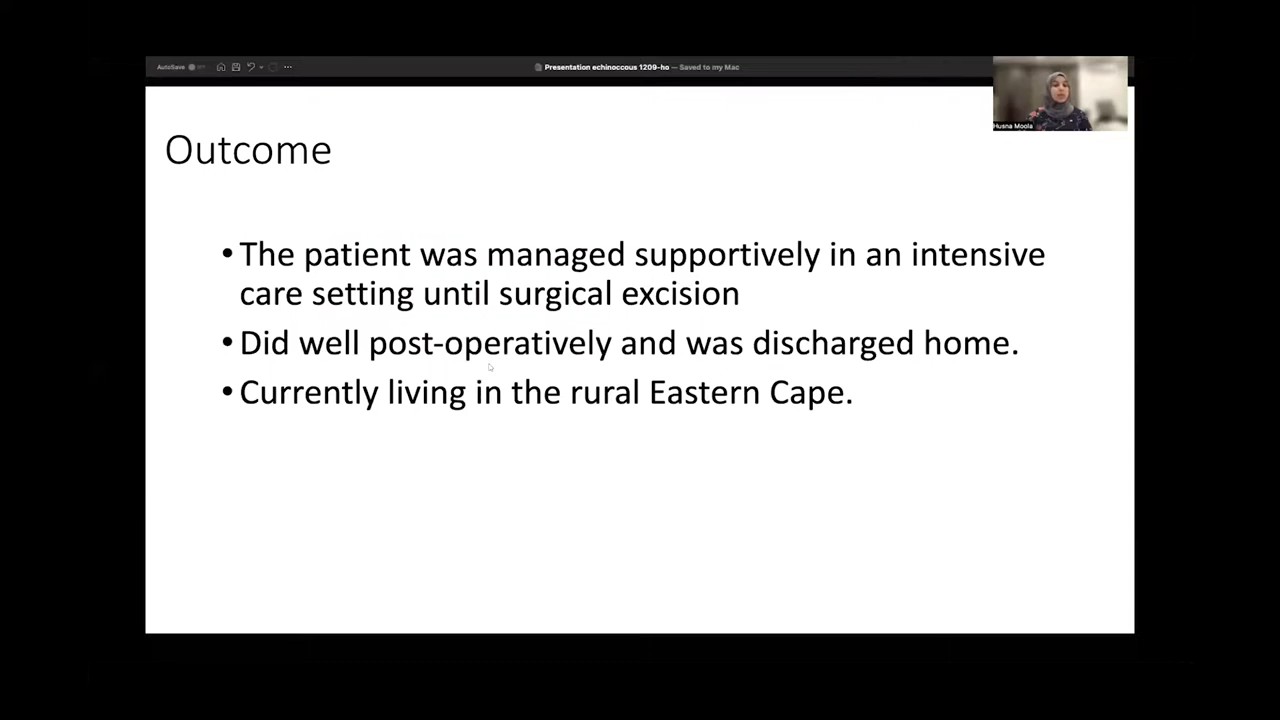 AutoSave
Presentation echinoccous 1209-ho — Saved to my Mac
Husna Moola
Outcome
•The patient was managed supportively in an intensive
care setting until surgical excision
•Did well post-operatively and was discharged home.
•Currently living in the rural Eastern Cape.